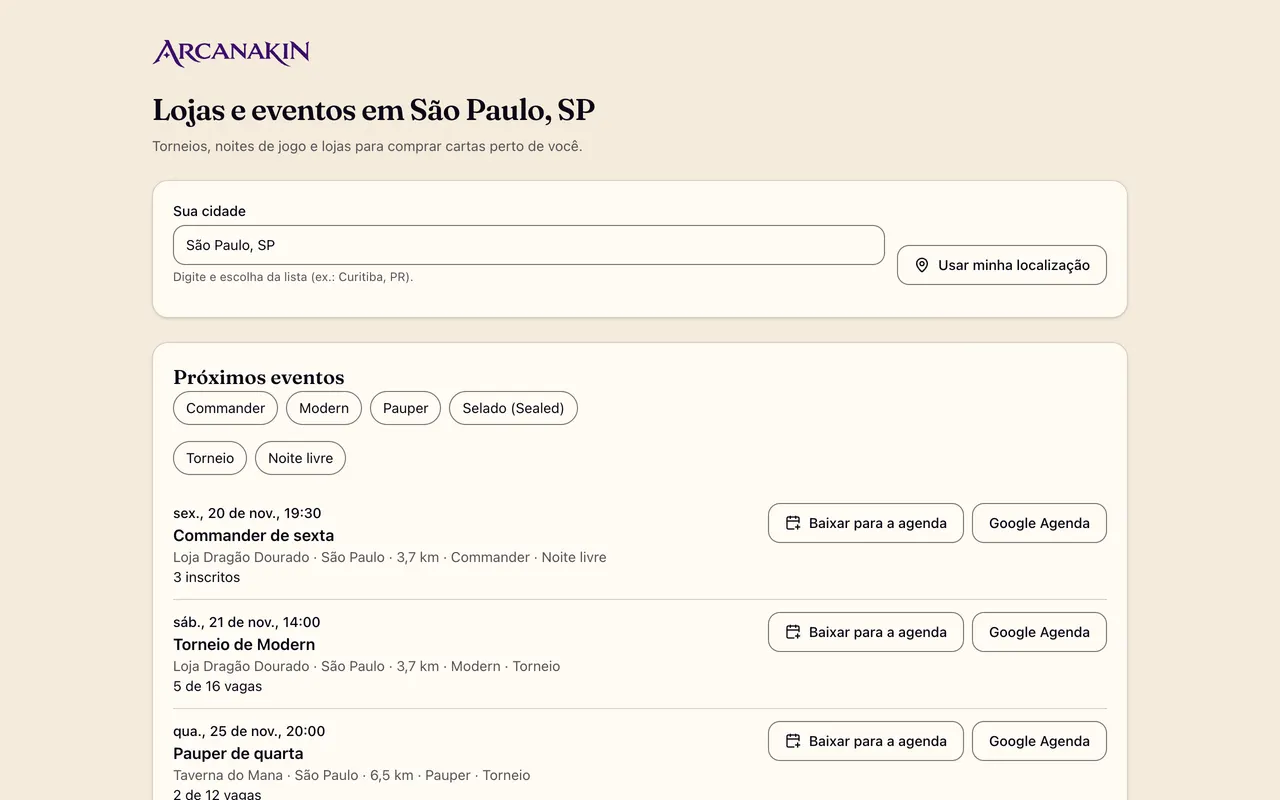 ARCANAKIN
Lojas e eventos em São Paulo, SP
Torneios, noites de jogo e lojas para comprar cartas perto de você.
Sua cidade
São Paulo, SP
Usar minha localização
Digite e escolha da lista (ex.: Curitiba, PR).
Próximos eventos
Commander Modern Pauper Selado (Sealed)
Torneio Noite livre
sex., 20 de nov., 19:30
Commander de sexta
Loja Dragão Dourado · São Paulo · 3,7 km · Commander · Noite livre
3 inscritos
Baixar para a agenda Google Agenda
sáb., 21 de nov., 14:00
Torneio de Modern
Loja Dragão Dourado · São Paulo · 3,7 km · Modern · Torneio
5 de 16 vagas
Baixar para a agenda Google Agenda
qua., 25 de nov., 20:00
Pauper de quarta
Taverna do Mana · São Paulo · 6,5 km · Pauper · Torneio
2 de 12 vagas
Baixar para a agenda Google Agenda